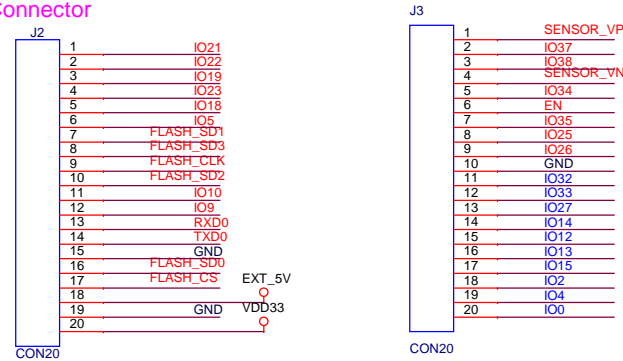 Connector
J2
1 IO21
2 IO22
3 IO19
4 IO23
5 IO18
6 IO5
7 FLASH_SD1
8 FLASH_SD3
9 FLASH_CLK
10 FLASH_SD2
11 IO10
12 IO9
13 RXD0
14 TXD0
15 GND
16 FLASH_SD0
17 FLASH_CS
18 EXT_5V
19 GND
20 VDD33
CON20
J3
1 SENSOR_VP
2 IO37
3 IO38
4 SENSOR_VN
5 IO34
6 EN
7 IO35
8 IO25
9 IO26
10 GND
11 IO32
12 IO33
13 IO27
14 IO14
15 IO12
16 IO13
17 IO15
18 IO2
19 IO4
20 IO0
CON20